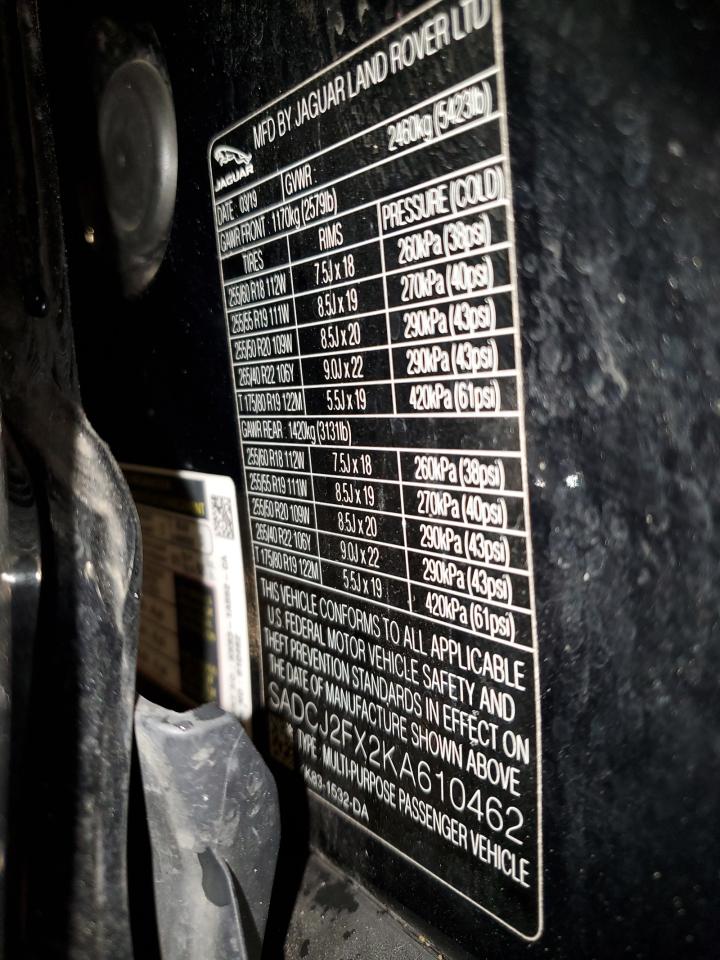 MFD BY JAGUAR LAND ROVER LTD
JAGUAR
DATE : 03/19 GVWR : 2460kg (5423lb)
GAWR FRONT : 1170kg (2579lb)
TIRES RIMS PRESSURE (COLD)
255/60 R18 112W 7.5J x 18 260kPa (38psi)
255/55 R19 111W 8.5J x 19 270kPa (40psi)
255/50 R20 109W 8.5J x 20 290kPa (43psi)
265/40 R22 106Y 9.0J x 22 290kPa (43psi)
T 175/80 R19 122M 5.5J x 19 420kPa (61psi)
GAWR REAR : 1420kg (3131lb)
255/60 R18 112W 7.5J x 18 260kPa (38psi)
255/55 R19 111W 8.5J x 19 270kPa (40psi)
255/50 R20 109W 8.5J x 20 290kPa (43psi)
265/40 R22 106Y 9.0J x 22 290kPa (43psi)
T 175/80 R19 122M 5.5J x 19 420kPa (61psi)
THIS VEHICLE CONFORMS TO ALL APPLICABLE
U.S. FEDERAL MOTOR VEHICLE SAFETY AND
THEFT PREVENTION STANDARDS IN EFFECT ON
THE DATE OF MANUFACTURE SHOWN ABOVE
SADCJ2FX2KA610462
TYPE : MULTI-PURPOSE PASSENGER VEHICLE
K83-1532-DA